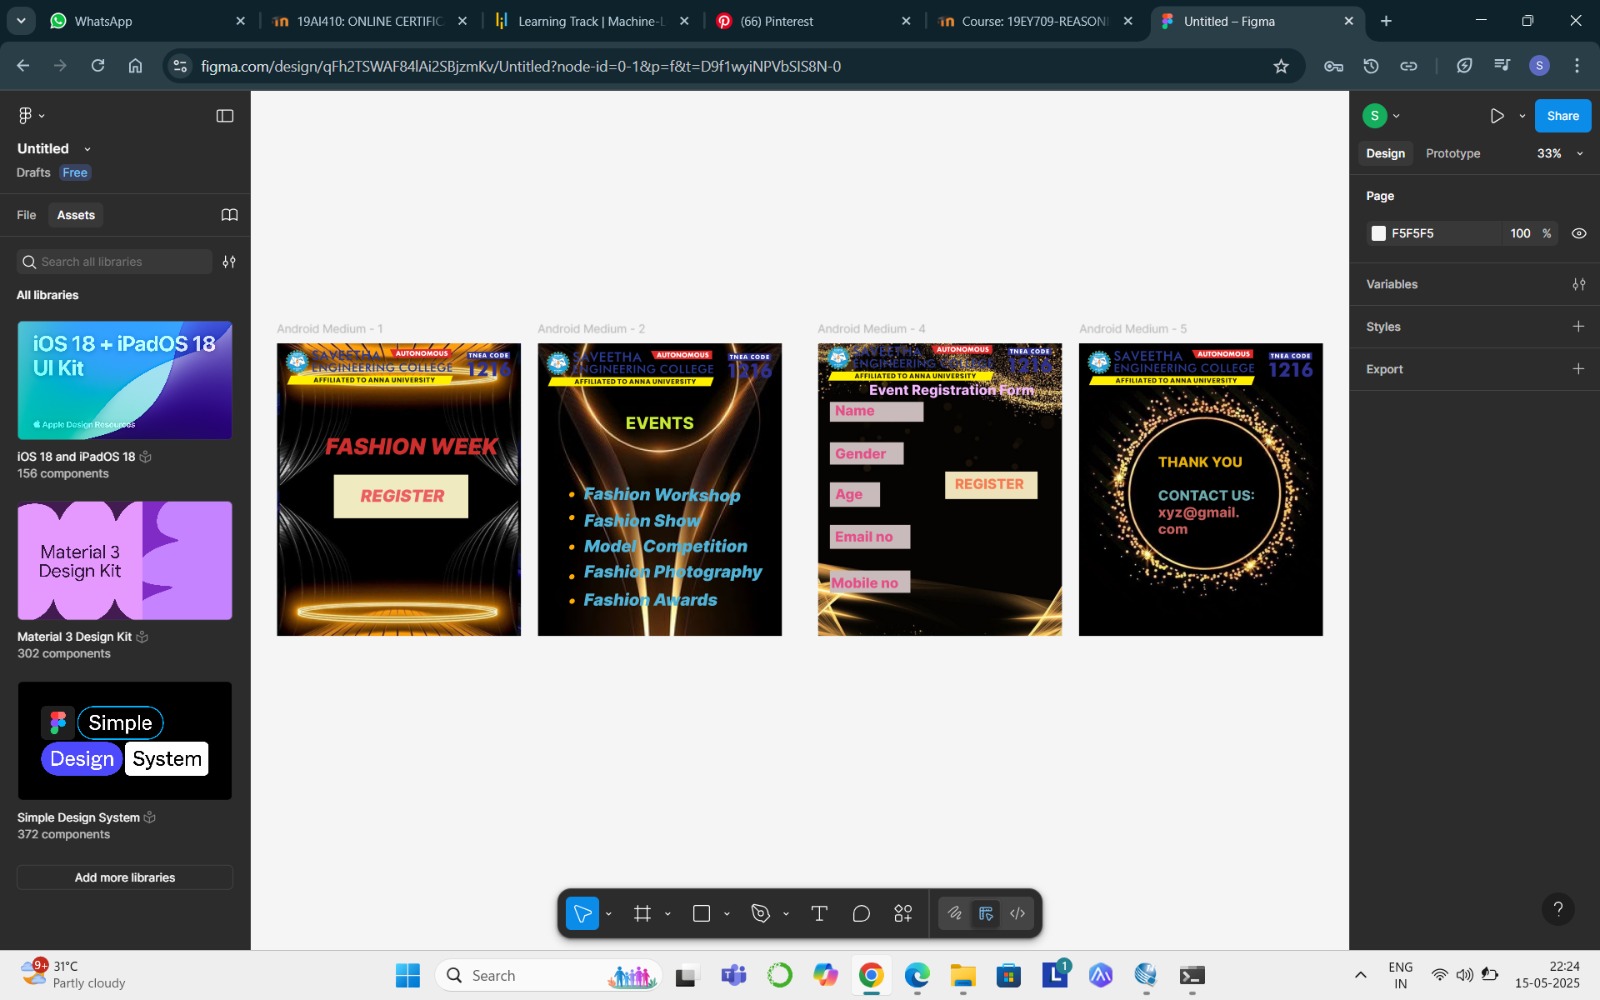 WhatsApp
19AI410: ONLINE CERTIFIC
Learning Track | Machine-L
(66) Pinterest
Course: 19EY709-REASONI
Untitled – Figma
figma.com/design/qFh2TSWAF84lAi2SBjzmKv/Untitled?node-id=0-1&p=f&t=D9f1wyiNPVbSIS8N-0
S
Untitled
Drafts Free
File Assets
Search all libraries
All libraries
iOS 18 + iPadOS 18
UI Kit
Apple Design Resources
iOS 18 and iPadOS 18
156 components
Material 3
Design Kit
Material 3 Design Kit
302 components
Simple
Design System
Simple Design System
372 components
Add more libraries
Android Medium - 1
SAVEETHA AUTONOMOUS TNEA CODE
ENGINEERING COLLEGE 1216
AFFILIATED TO ANNA UNIVERSITY
FASHION WEEK
REGISTER
Android Medium - 2
SAVEETHA AUTONOMOUS TNEA CODE
ENGINEERING COLLEGE 1216
AFFILIATED TO ANNA UNIVERSITY
EVENTS
• Fashion Workshop
• Fashion Show
• Model Competition
• Fashion Photography
• Fashion Awards
Android Medium - 4
SAVEETHA AUTONOMOUS TNEA CODE
ENGINEERING COLLEGE 1216
AFFILIATED TO ANNA UNIVERSITY
Event Registration Form
Name
Gender
Age
REGISTER
Email no
Mobile no
Android Medium - 5
SAVEETHA AUTONOMOUS TNEA CODE
ENGINEERING COLLEGE 1216
AFFILIATED TO ANNA UNIVERSITY
THANK YOU
CONTACT US:
xyz@gmail.
com
S
Share
Design Prototype 33%
Page
F5F5F5 100 %
Variables
Styles
Export
?
9+
31°C
Partly cloudy
Search
1
ENG
IN
22:24
15-05-2025